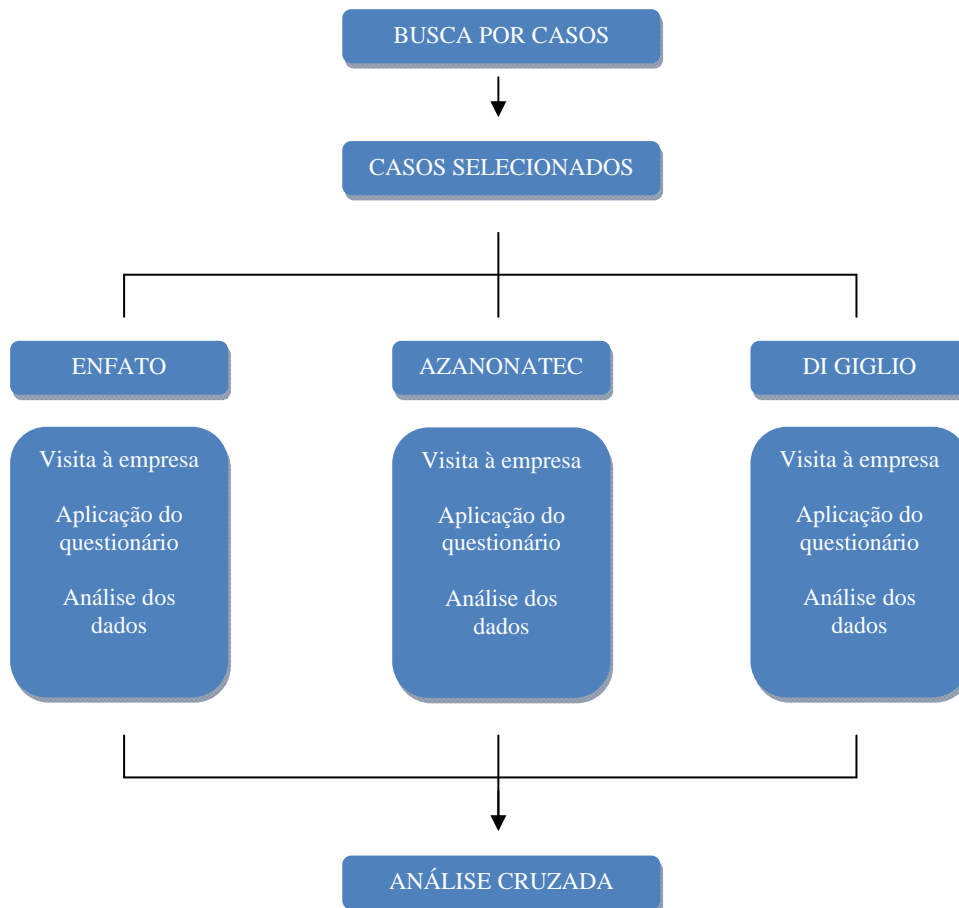 BUSCA POR CASOS
CASOS SELECIONADOS
ENFATO
AZANONATEC
DI GIGLIO
Visita à empresa
Aplicação do
questionário
Análise dos
dados
Visita à empresa
Aplicação do
questionário
Análise dos
dados
Visita à empresa
Aplicação do
questionário
Análise dos
dados
ANÁLISE CRUZADA